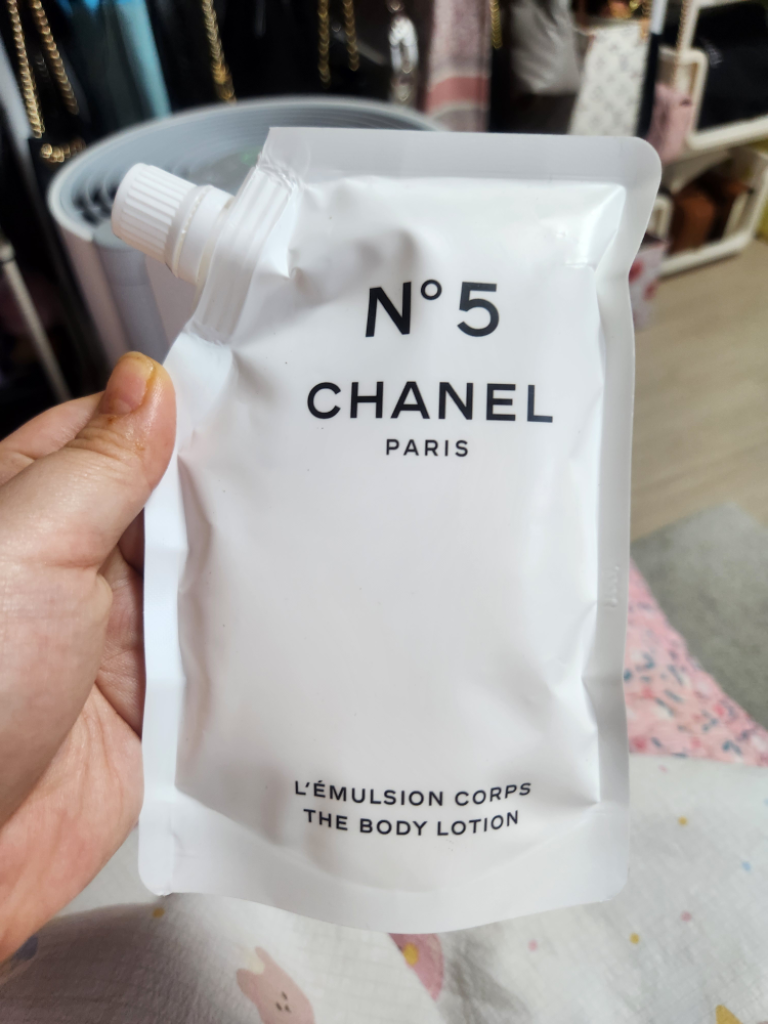 N° 5
CHANEL
PARIS
L'ÉMULSION CORPS
THE BODY LOTION